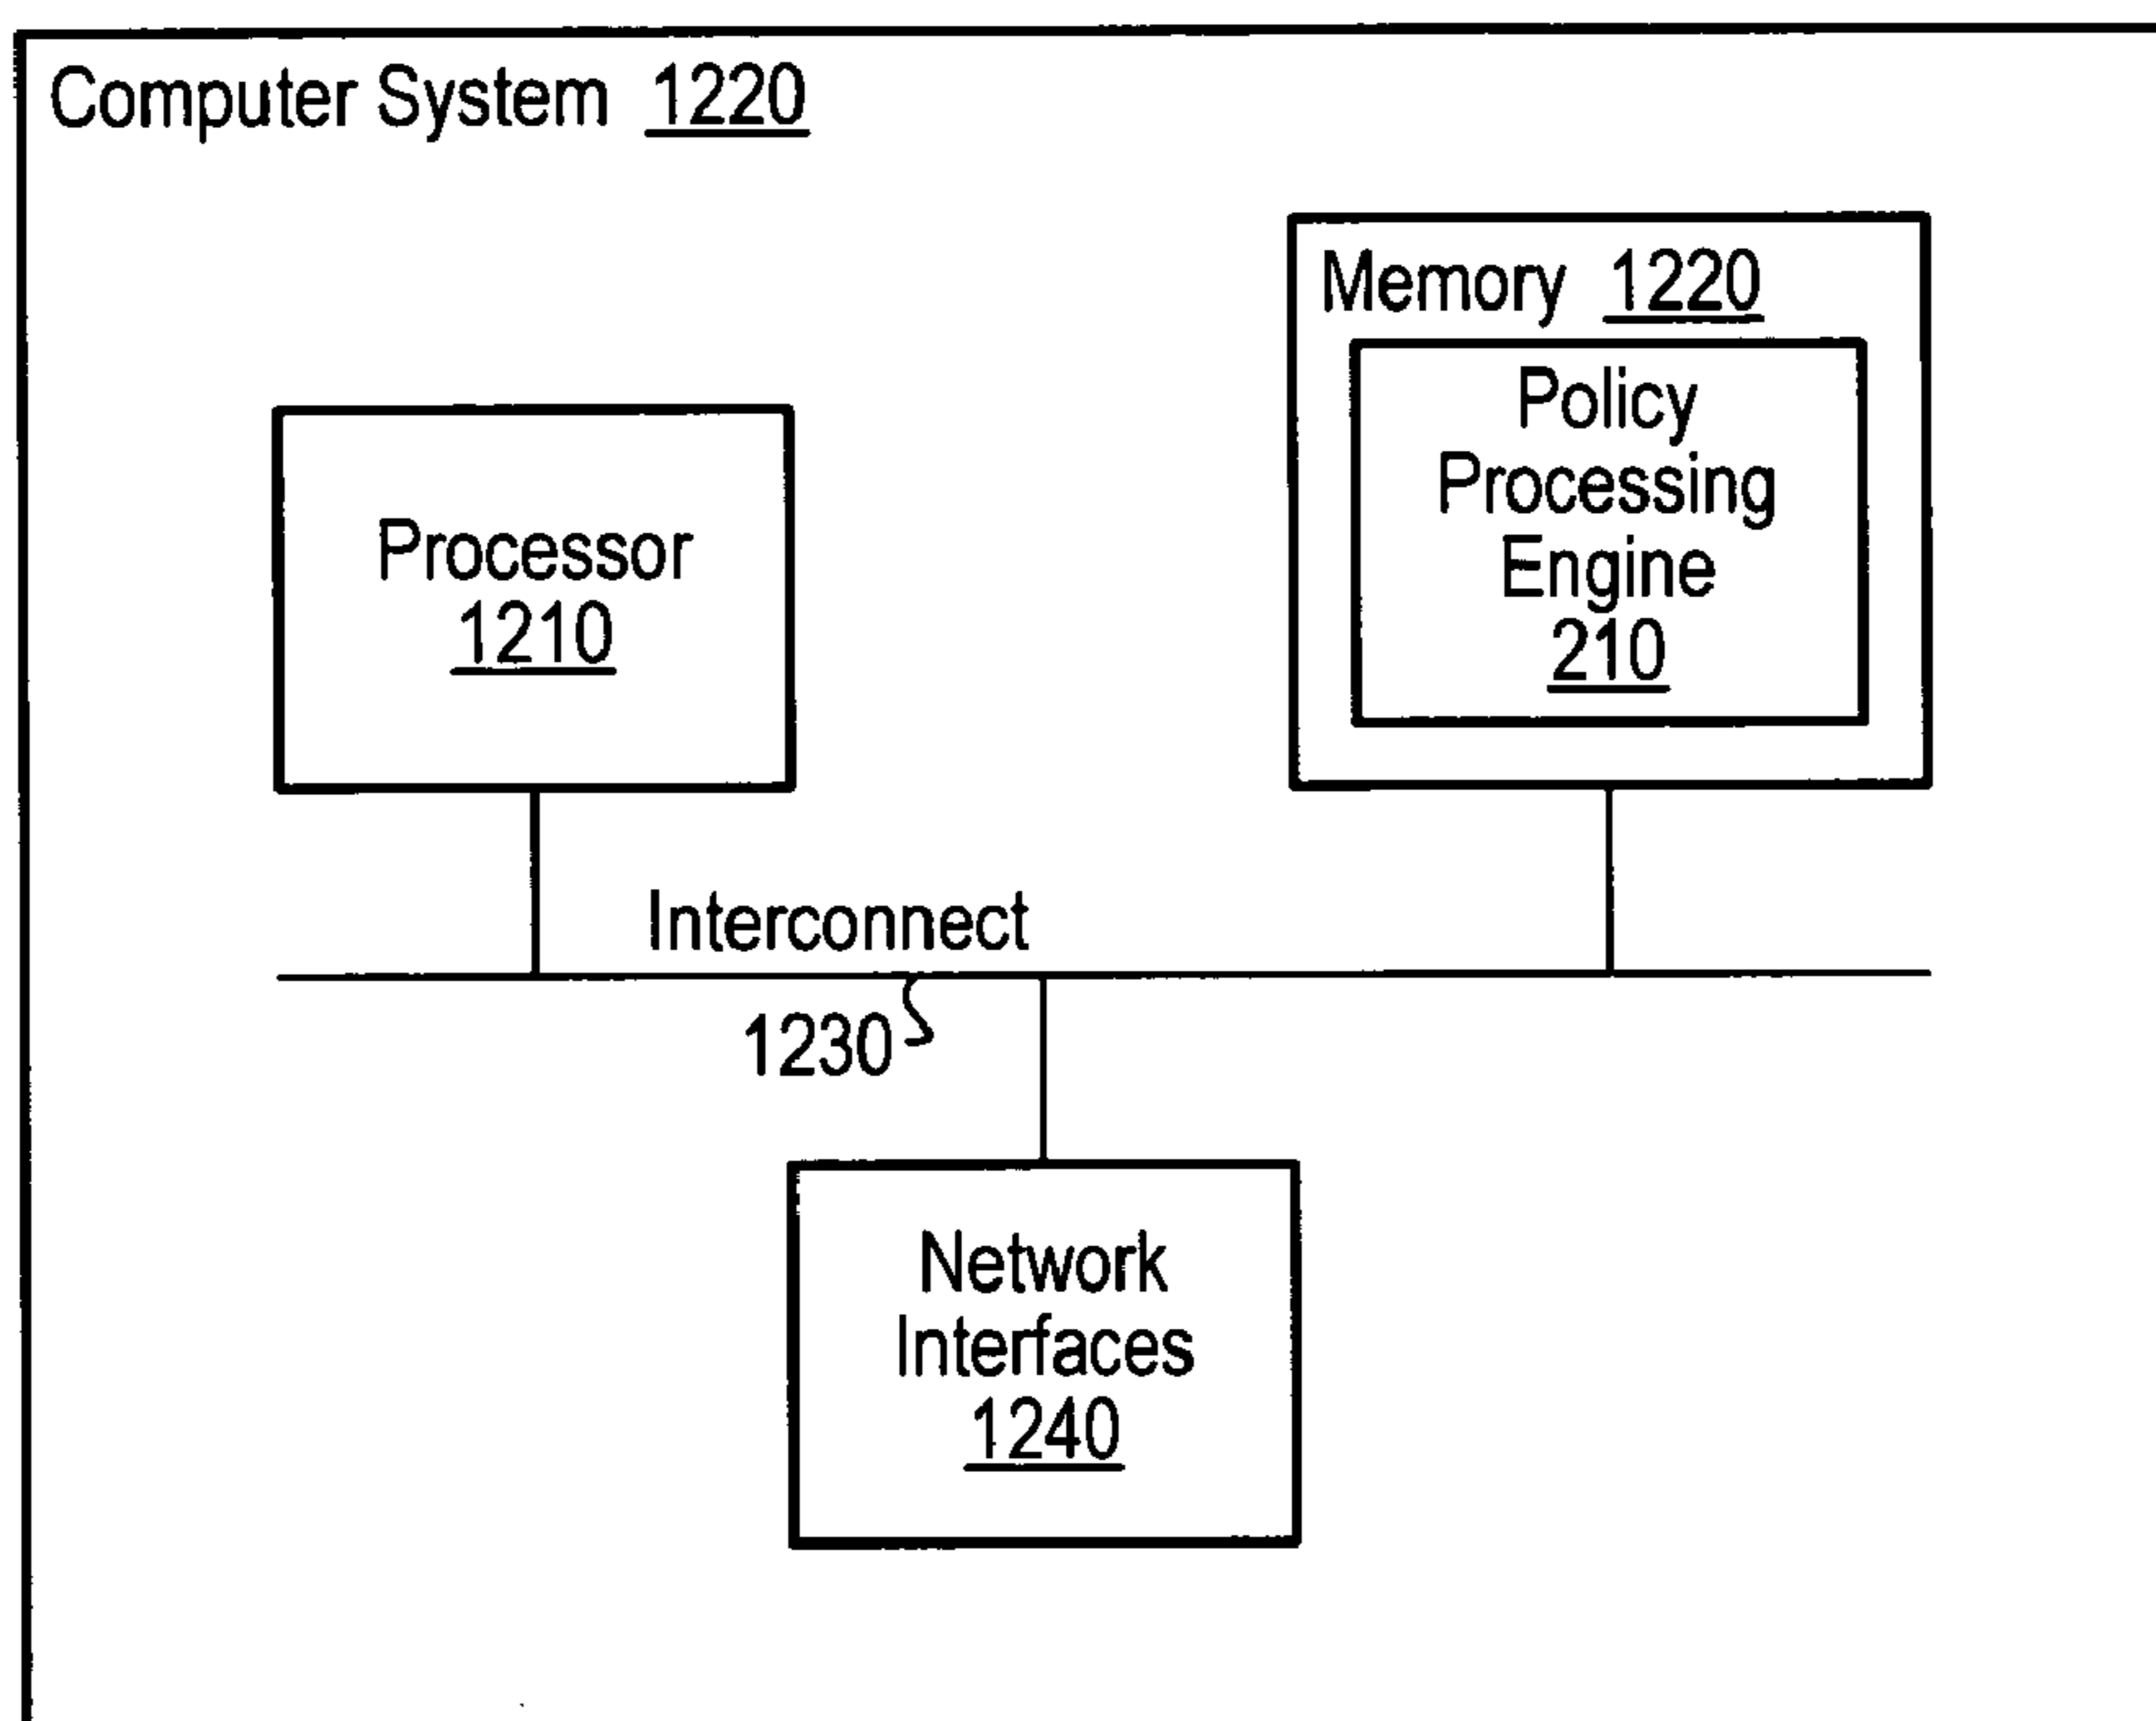 Computer System 1220
Memory 1220
Policy
Processing
Engine
210
Processor
1210
Interconnect
1230
Network
Interfaces
1240